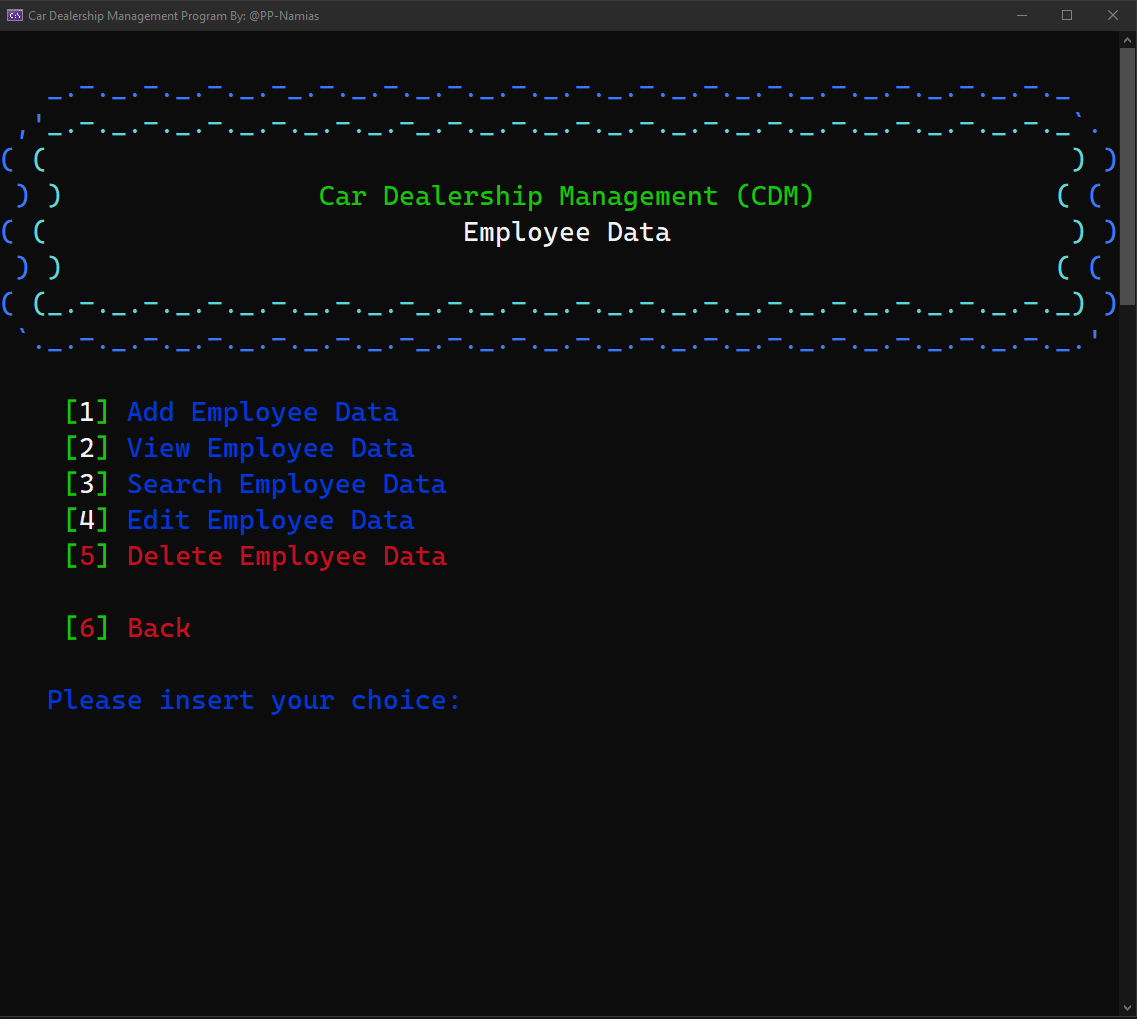 Car Dealership Management Program By: @PP-Namias
Car Dealership Management (CDM)
Employee Data
[1] Add Employee Data
[2] View Employee Data
[3] Search Employee Data
[4] Edit Employee Data
[5] Delete Employee Data
[6] Back
Please insert your choice: